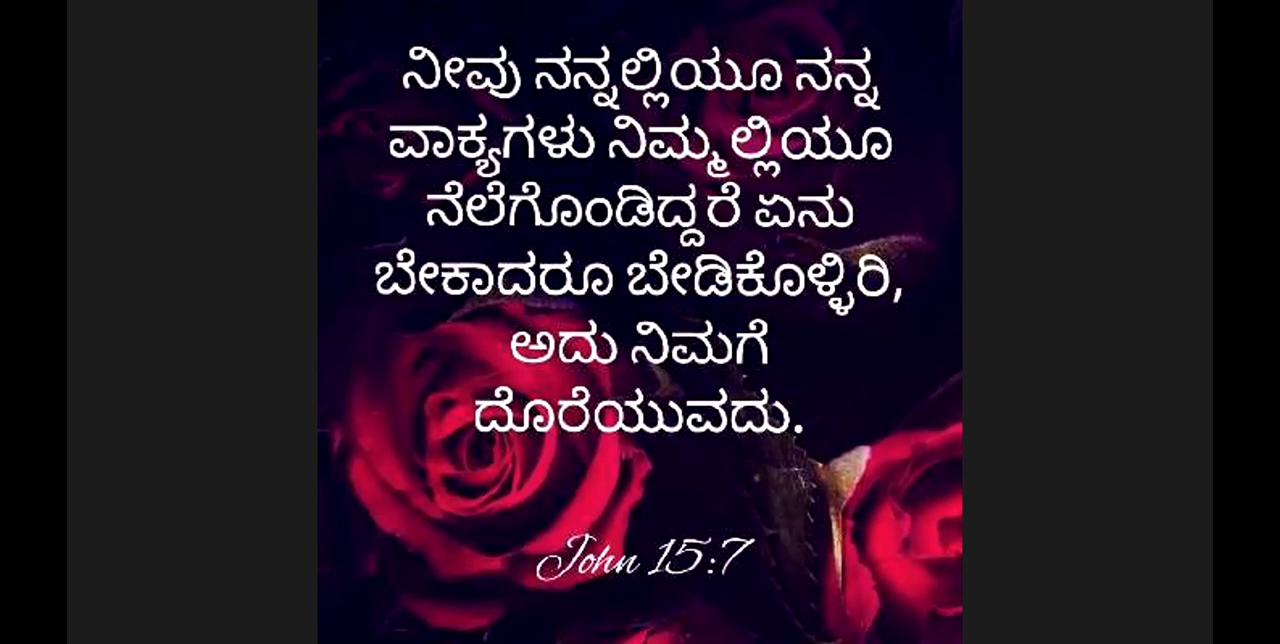 ನೀವು ನನ್ನಲ್ಲಿಯೂ ನನ್ನ
ವಾಕ್ಯಗಳು ನಿಮ್ಮಲ್ಲಿಯೂ
ನೆಲೆಗೊಂಡಿದ್ದರೆ ಏನು
ಬೇಕಾದರೂ ಬೇಡಿಕೊಳ್ಳಿರಿ,
ಅದು ನಿಮಗೆ
ದೊರೆಯುವದು.
John 15:7